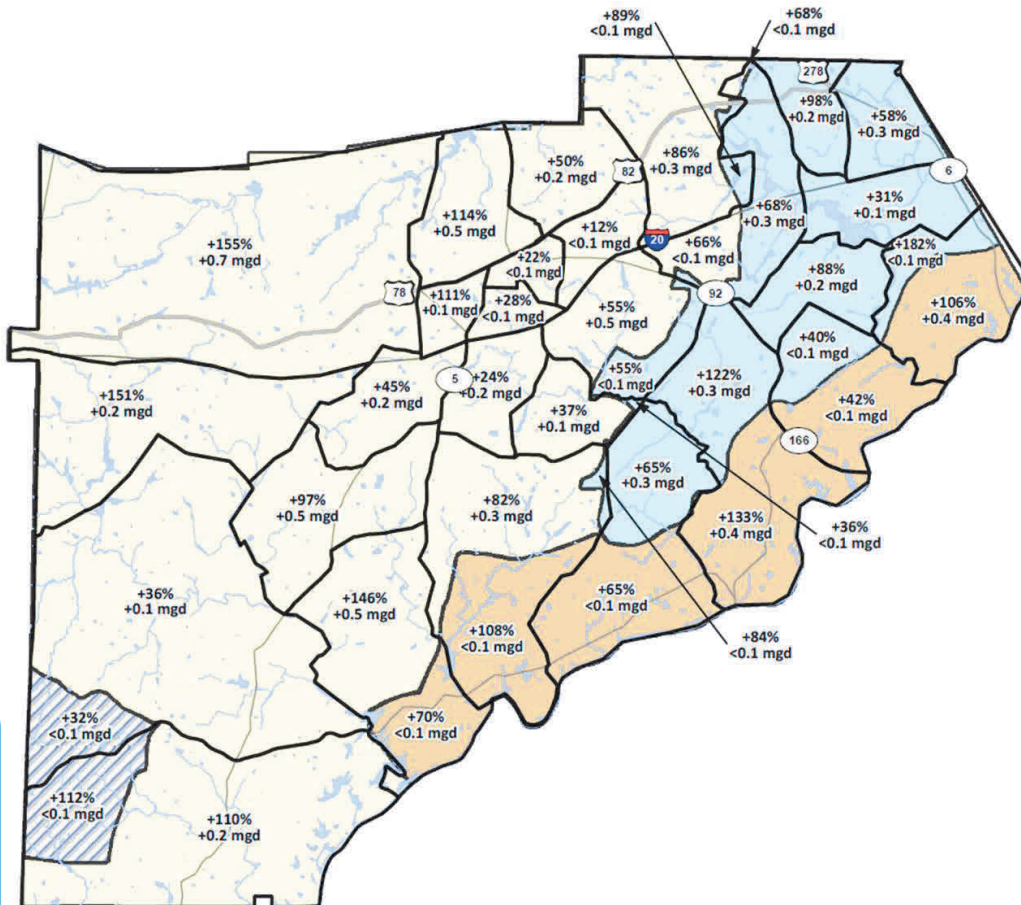 +89%
<0.1 mgd
+68%
<0.1 mgd
278
+98%
+0.2 mgd
+58%
+0.3 mgd
+50%
+0.2 mgd
82
+86%
+0.3 mgd
6
+114%
+0.5 mgd
+68%
+0.3 mgd
+31%
+0.1 mgd
+155%
+0.7 mgd
+12%
<0.1 mgd
20
+66%
<0.1 mgd
+182%
<0.1 mgd
+22%
<0.1 mgd
+88%
+0.2 mgd
78
+111%
+0.1 mgd
+28%
<0.1 mgd
92
+55%
+0.5 mgd
+106%
+0.4 mgd
+40%
<0.1 mgd
+151%
+0.2 mgd
+45%
+0.2 mgd
5
+24%
+0.2 mgd
+55%
<0.1 mgd
+122%
+0.3 mgd
+42%
<0.1 mgd
+37%
+0.1 mgd
166
+97%
+0.5 mgd
+82%
+0.3 mgd
+65%
+0.3 mgd
+133%
+0.4 mgd
+36%
<0.1 mgd
+36%
+0.1 mgd
+146%
+0.5 mgd
+65%
<0.1 mgd
+108%
<0.1 mgd
+84%
<0.1 mgd
+32%
<0.1 mgd
+70%
<0.1 mgd
+112%
<0.1 mgd
+110%
+0.2 mgd